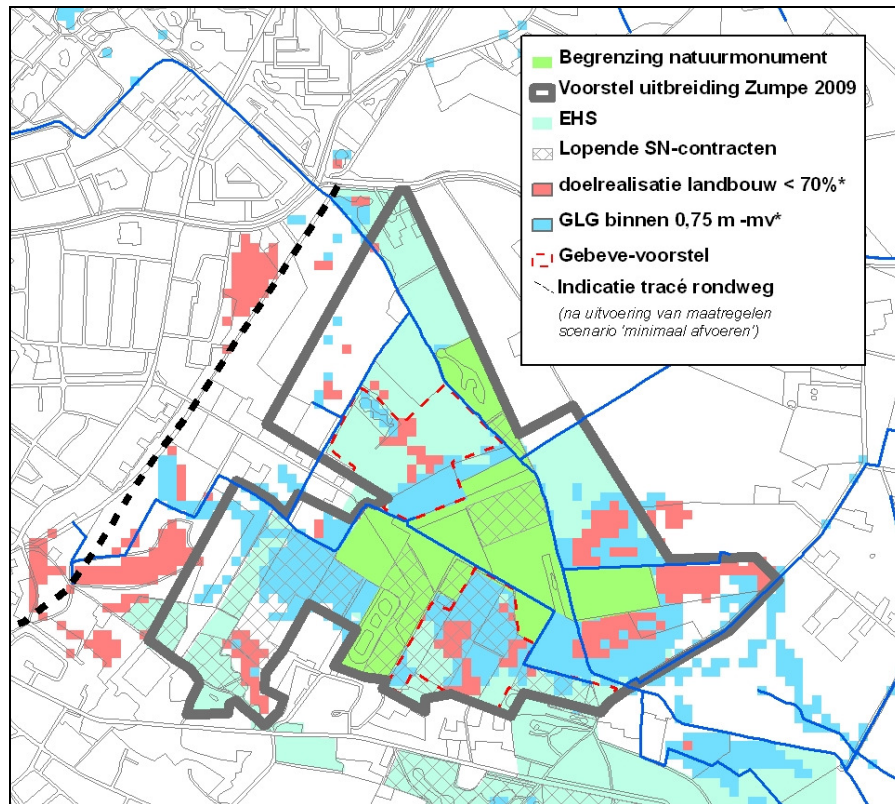 Begrenzing natuurmonument
Voorstel uitbreiding Zumpe 2009
EHS
Lopende SN-contracten
doelrealisatie landbouw < 70%*
GLG binnen 0,75 m -mv*
Gebeve-voorstel
Indicatie tracé rondweg
(na uitvoering van maatregelen
scenario 'minimaal afvoeren')